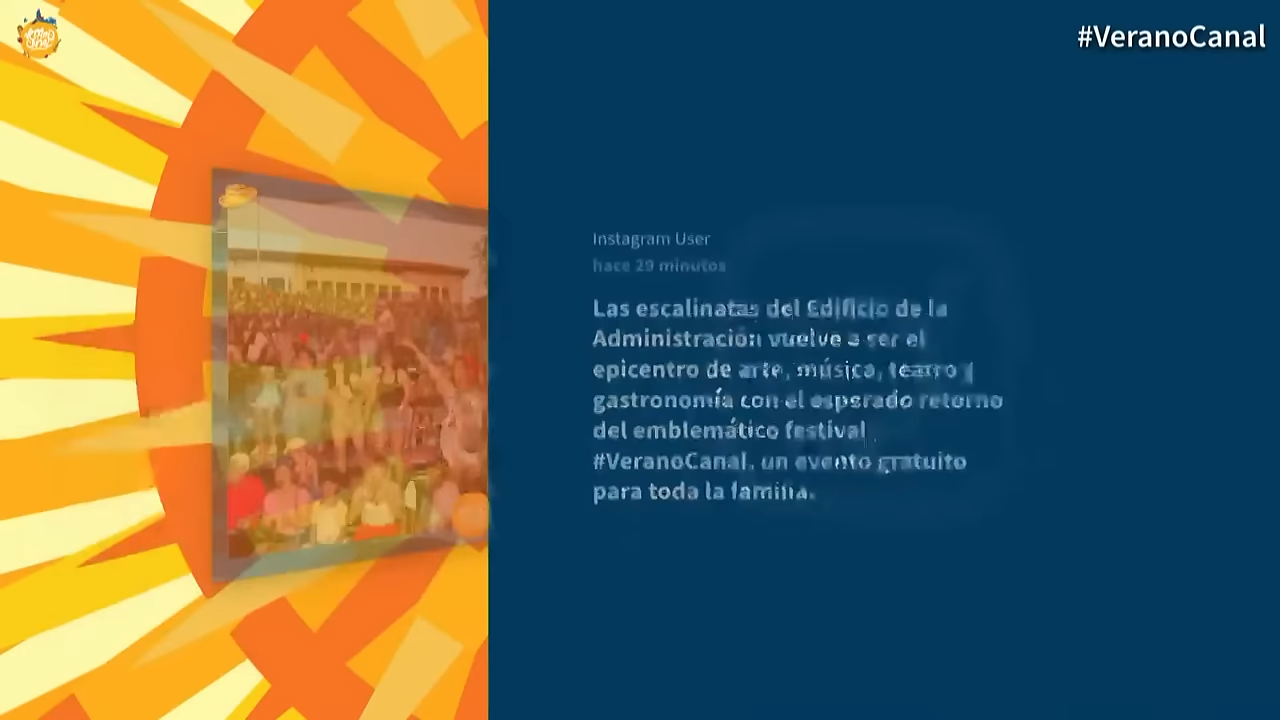 #VeranoCanal
Instagram User
hace 29 minutos
Las escalinatas del Edificio de la
Administración vuelve a ser el
epicentro de arte, música, teatro y
gastronomía con el esperado retorno
del emblemático festival
#VeranoCanal, un evento gratuito
para toda la familia.